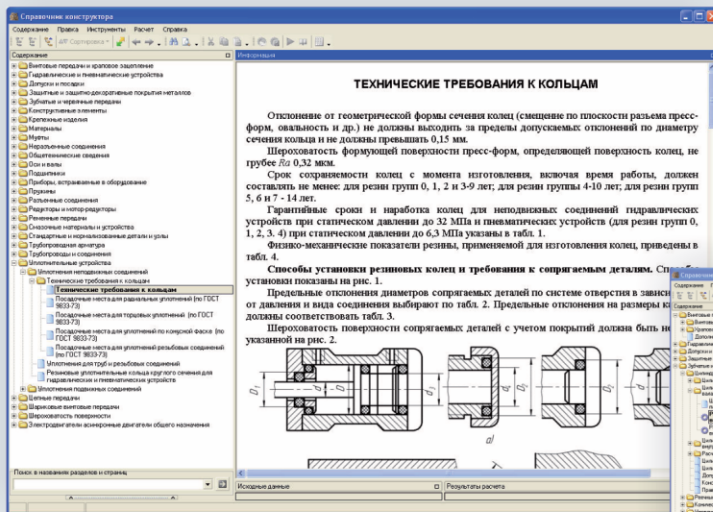 Справочник конструктора
Содержание Правка Инструменты Расчет Справка
Сортировка
Содержание
Винтовые передачи и храповое зацепление
Гидравлические и пневматические устройства
Допуски и посадки
Защитные и защитно-декоративные покрытия металлов
Зубчатые и червячные передачи
Конструктивные элементы
Крепежные изделия
Материалы
Муфты
Неразъемные соединения
Общетехнические сведения
Оси и валы
Подшипники
Приборы, встраиваемые в оборудование
Пружины
Разъемные соединения
Редукторы и мотор-редукторы
Ременные передачи
Смазочные материалы и устройства
Стандартные и нормализованные детали и узлы
Трубопроводная арматура
Трубопроводы и соединения
Уплотнительные устройства
Уплотнения неподвижных соединений
Технические требования к кольцам
Технические требования к кольцам
Посадочные места для радиальных уплотнений (по ГОСТ
9833-73)
Посадочные места для торцовых уплотнений (по ГОСТ
9833-73)
Посадочные места для уплотнений по конусной фаске (по
ГОСТ 9833-73)
Посадочные места для уплотнений резьбовых соединений
(по ГОСТ 9833-73)
Уплотнения для труб и резьбовые соединений
Резиновые уплотнительные кольца круглого сечения для
гидравлических и пневматических устройств
Уплотнения подвижных соединений
Цепные передачи
Шариковые винтовые передачи
Шероховатость поверхности
Электродвигатели асинхронные двигатели общего назначения
Поиск в названиях разделов и страниц
Информация
ТЕХНИЧЕСКИЕ ТРЕБОВАНИЯ К КОЛЬЦАМ
Отклонение от геометрической формы сечения колец (смещение по плоскости разъема пресс-
форм, овальность и др.) не должны выходить за пределы допускаемых отклонений по диаметру
сечения кольца и не должны превышать 0,15 мм.
Шероховатость формующей поверхности пресс-форм, определяющей поверхность колец, не
грубее Ra 0,32 мкм.
Срок сохраняемости колец с момента изготовления, включая время работы, должен
составлять не менее: для резин групп 0, 1, 2 и 3-9 лет; для резин группы 4-10 лет; для резин групп
5, 6 и 7 - 14 лет.
Гарантийные сроки и наработка колец для неподвижных соединений гидравлических
устройств при статическом давлении до 32 МПа и пневматических устройств (для резин групп 0,
1, 2, 3. 4) при статическом давлении до 6,3 МПа указаны в табл. 1.
Физико-механические показатели резины, применяемой для изготовления колец, приведены в
табл. 4.
Способы установки резиновых колец и требования к сопрягаемым деталям.
установки показаны на рис. 1.
Предельные отклонения диаметров сопрягаемых деталей по системе отверстия в
от давления и вида соединения выбирают по табл. 2. Предельные отклонения на размеры
должны соответствовать табл. 3.
Шероховатость поверхности сопрягаемых деталей с учетом покрытий должна быть
указанной на рис. 2.
D₁ d D d₁ d₁ D₂ D₂ d
а)
Исходные данные Результаты расчета